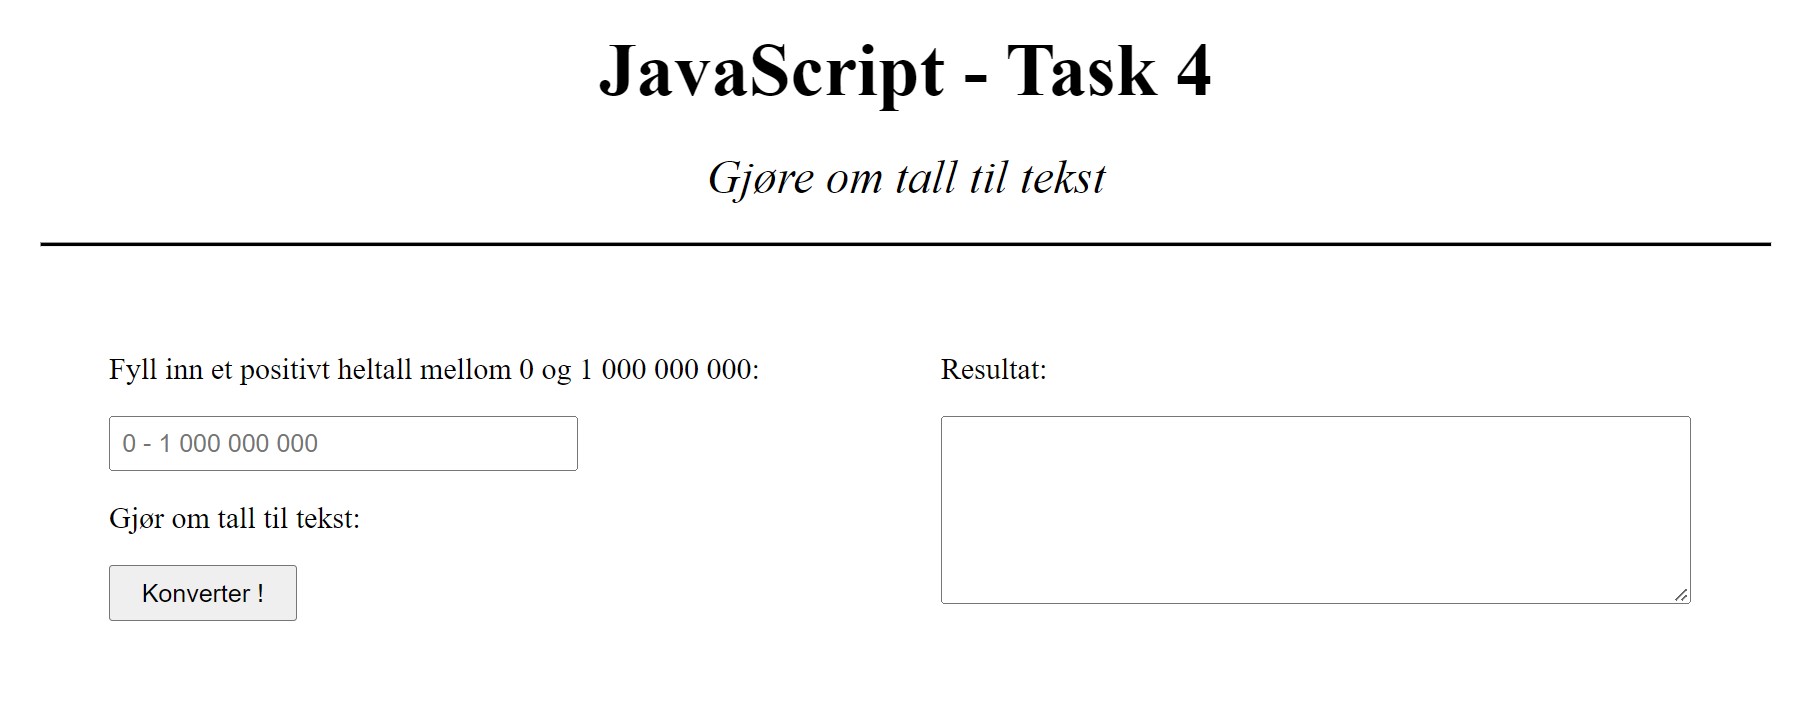 JavaScript - Task 4
Gjøre om tall til tekst
Fyll inn et positivt heltall mellom 0 og 1 000 000 000:
0 - 1 000 000 000
Gjør om tall til tekst:
Konverter !
Resultat: